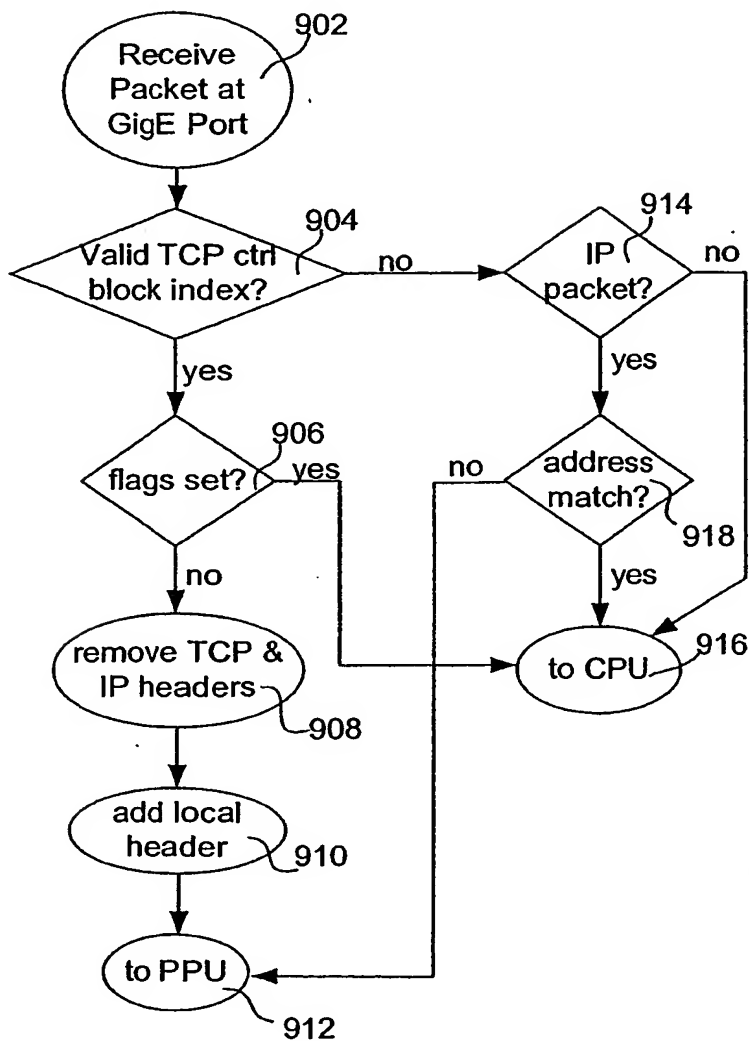 902
Receive
Packet at
GigE Port
904
Valid TCP ctrl
block index?
no
914
IP
packet?
no
yes
yes
906
flags set?
yes
no
address
match?
918
no
yes
remove TCP &
IP headers
908
to CPU
916
add local
header
910
to PPU
912